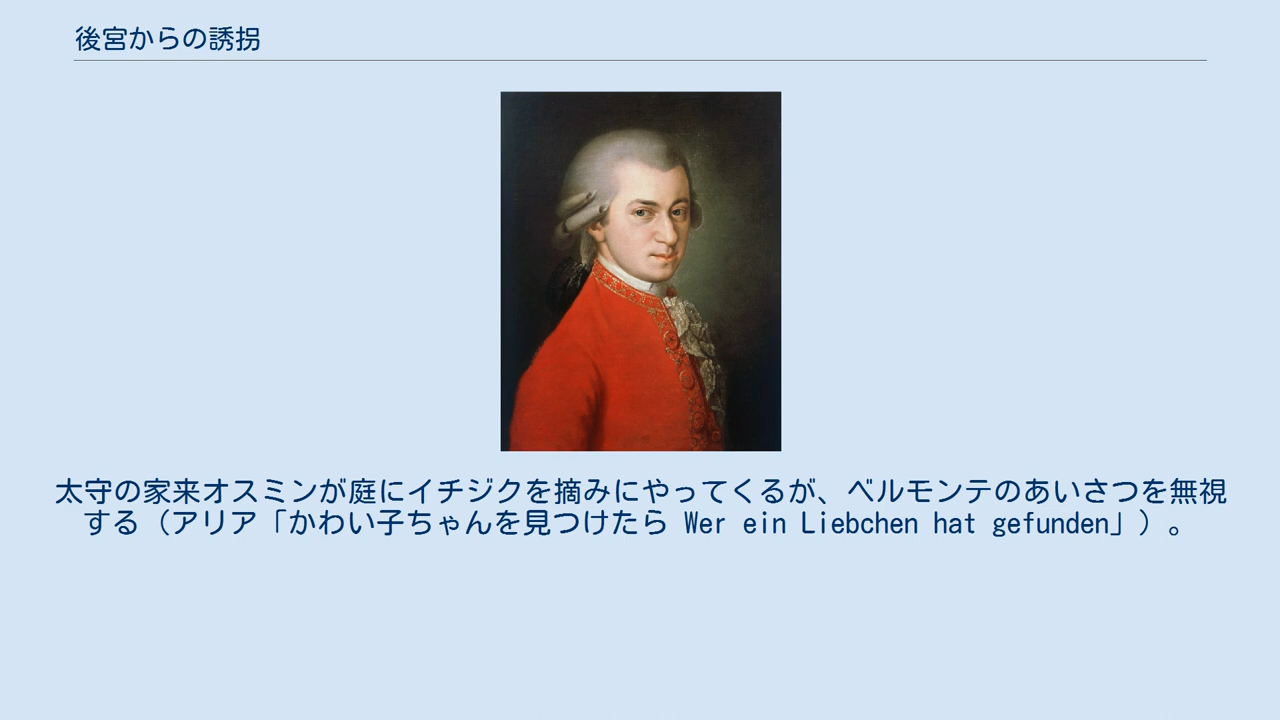 後宮からの誘拐
太守の家来オスミンが庭にイチジクを摘みにやってくるが、ベルモンテのあいさつを無視
する（アリア「かわい子ちゃんを見つけたら Wer ein Liebchen hat gefunden」）。